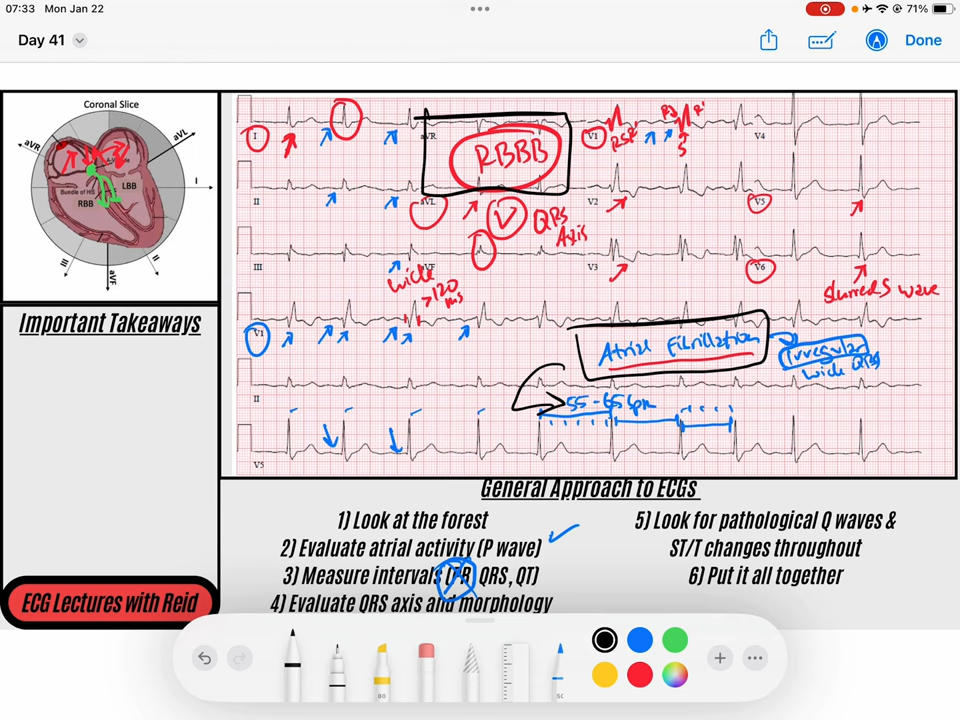 07:33 Mon Jan 22
71%
Day 41
Done
Coronal Slice
aVR
aVL
I
Bundle of HIS
LBB
RBB
III
aVF
II
I
aVR
V1
V4
RBBB
RSR'
R'
S
II
aVL
V2
V5
QRS
Axis
III
aVF
V3
V6
wide
>120
ms
slurred S wave
V1
Atrial Fibrillation
Irregular
wide QRS
II
55-65 bpm
V5
Important Takeaways
ECG Lectures with Reid
General Approach to ECGs
1) Look at the forest
2) Evaluate atrial activity (P wave)
3) Measure intervals (PR, QRS, QT)
4) Evaluate QRS axis and morphology
5) Look for pathological Q waves &
ST/T changes throughout
6) Put it all together
80